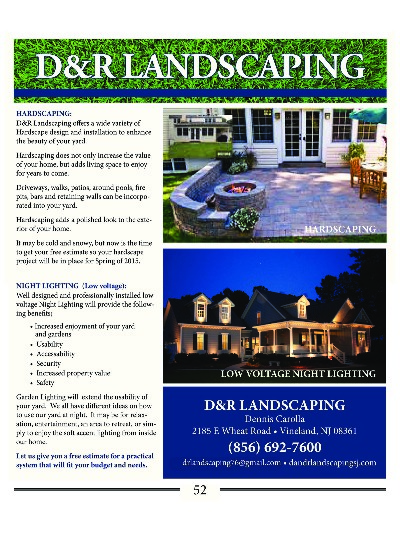 D&R LANDSCAPING
HARDSCAPING:
D&R Landscaping offers a wide variety of
Hardscape design and installation to enhance
the beauty of your yard.
Hardscaping does not only increase the value
of your home, but adds living space to enjoy
for years to come.
Driveways, walks, patios, around pools, fire
pits, bars and retaining walls can be incorpo-
rated into your yard.
Hardscaping adds a polished look to the exte-
rior of your home.
It may be cold and snowy, but now is the time
to get your free estimate so your hardscape
project will be in place for Spring of 2015.
NIGHT LIGHTING (Low voltage):
Well designed and professionally installed low
voltage Night Lighting will provide the follow-
ing benefits;
• Increased enjoyment of your yard
and gardens
• Usability
• Accessability
• Security
• Increased property value
• Safety
Garden Lighting will extend the usability of
your yard. We all have different ideas on how
to use our yard at night. It may be for relax-
ation, entertainment, an area to retreat, or sim-
ply to enjoy the soft accent lighting from inside
our home.
Let us give you a free estimate for a practical
system that will fit your budget and needs.
HARDSCAPING
LOW VOLTAGE NIGHT LIGHTING
D&R LANDSCAPING
Dennis Carolla
2185 E Wheat Road • Vineland, NJ 08361
(856) 692-7600
drlandscaping76@gmail.com • dandrlandscapingsj.com
52